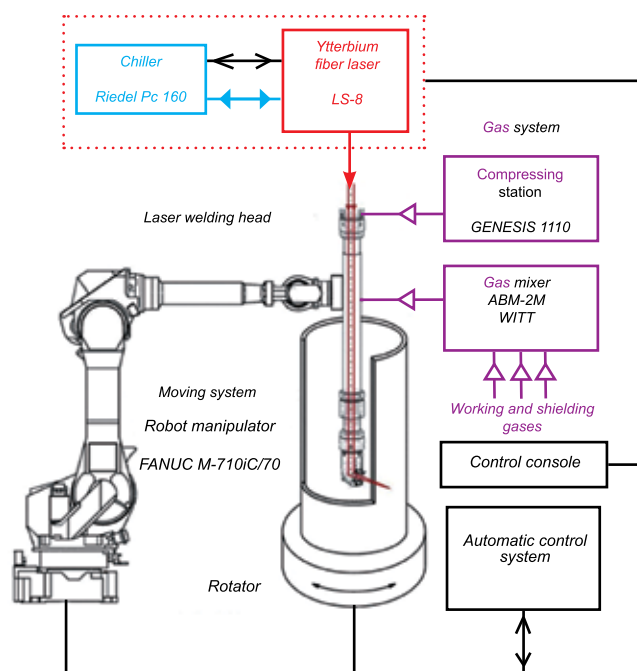 Chiller
Riedel Pc 160
Ytterbium
fiber laser
LS-8
Gas system
Compressing
station
GENESIS 1110
Laser welding head
Gas mixer
ABM-2M
WITT
Working and shielding
gases
Moving system
Robot manipulator
FANUC M-710iC/70
Control console
Automatic control
system
Rotator